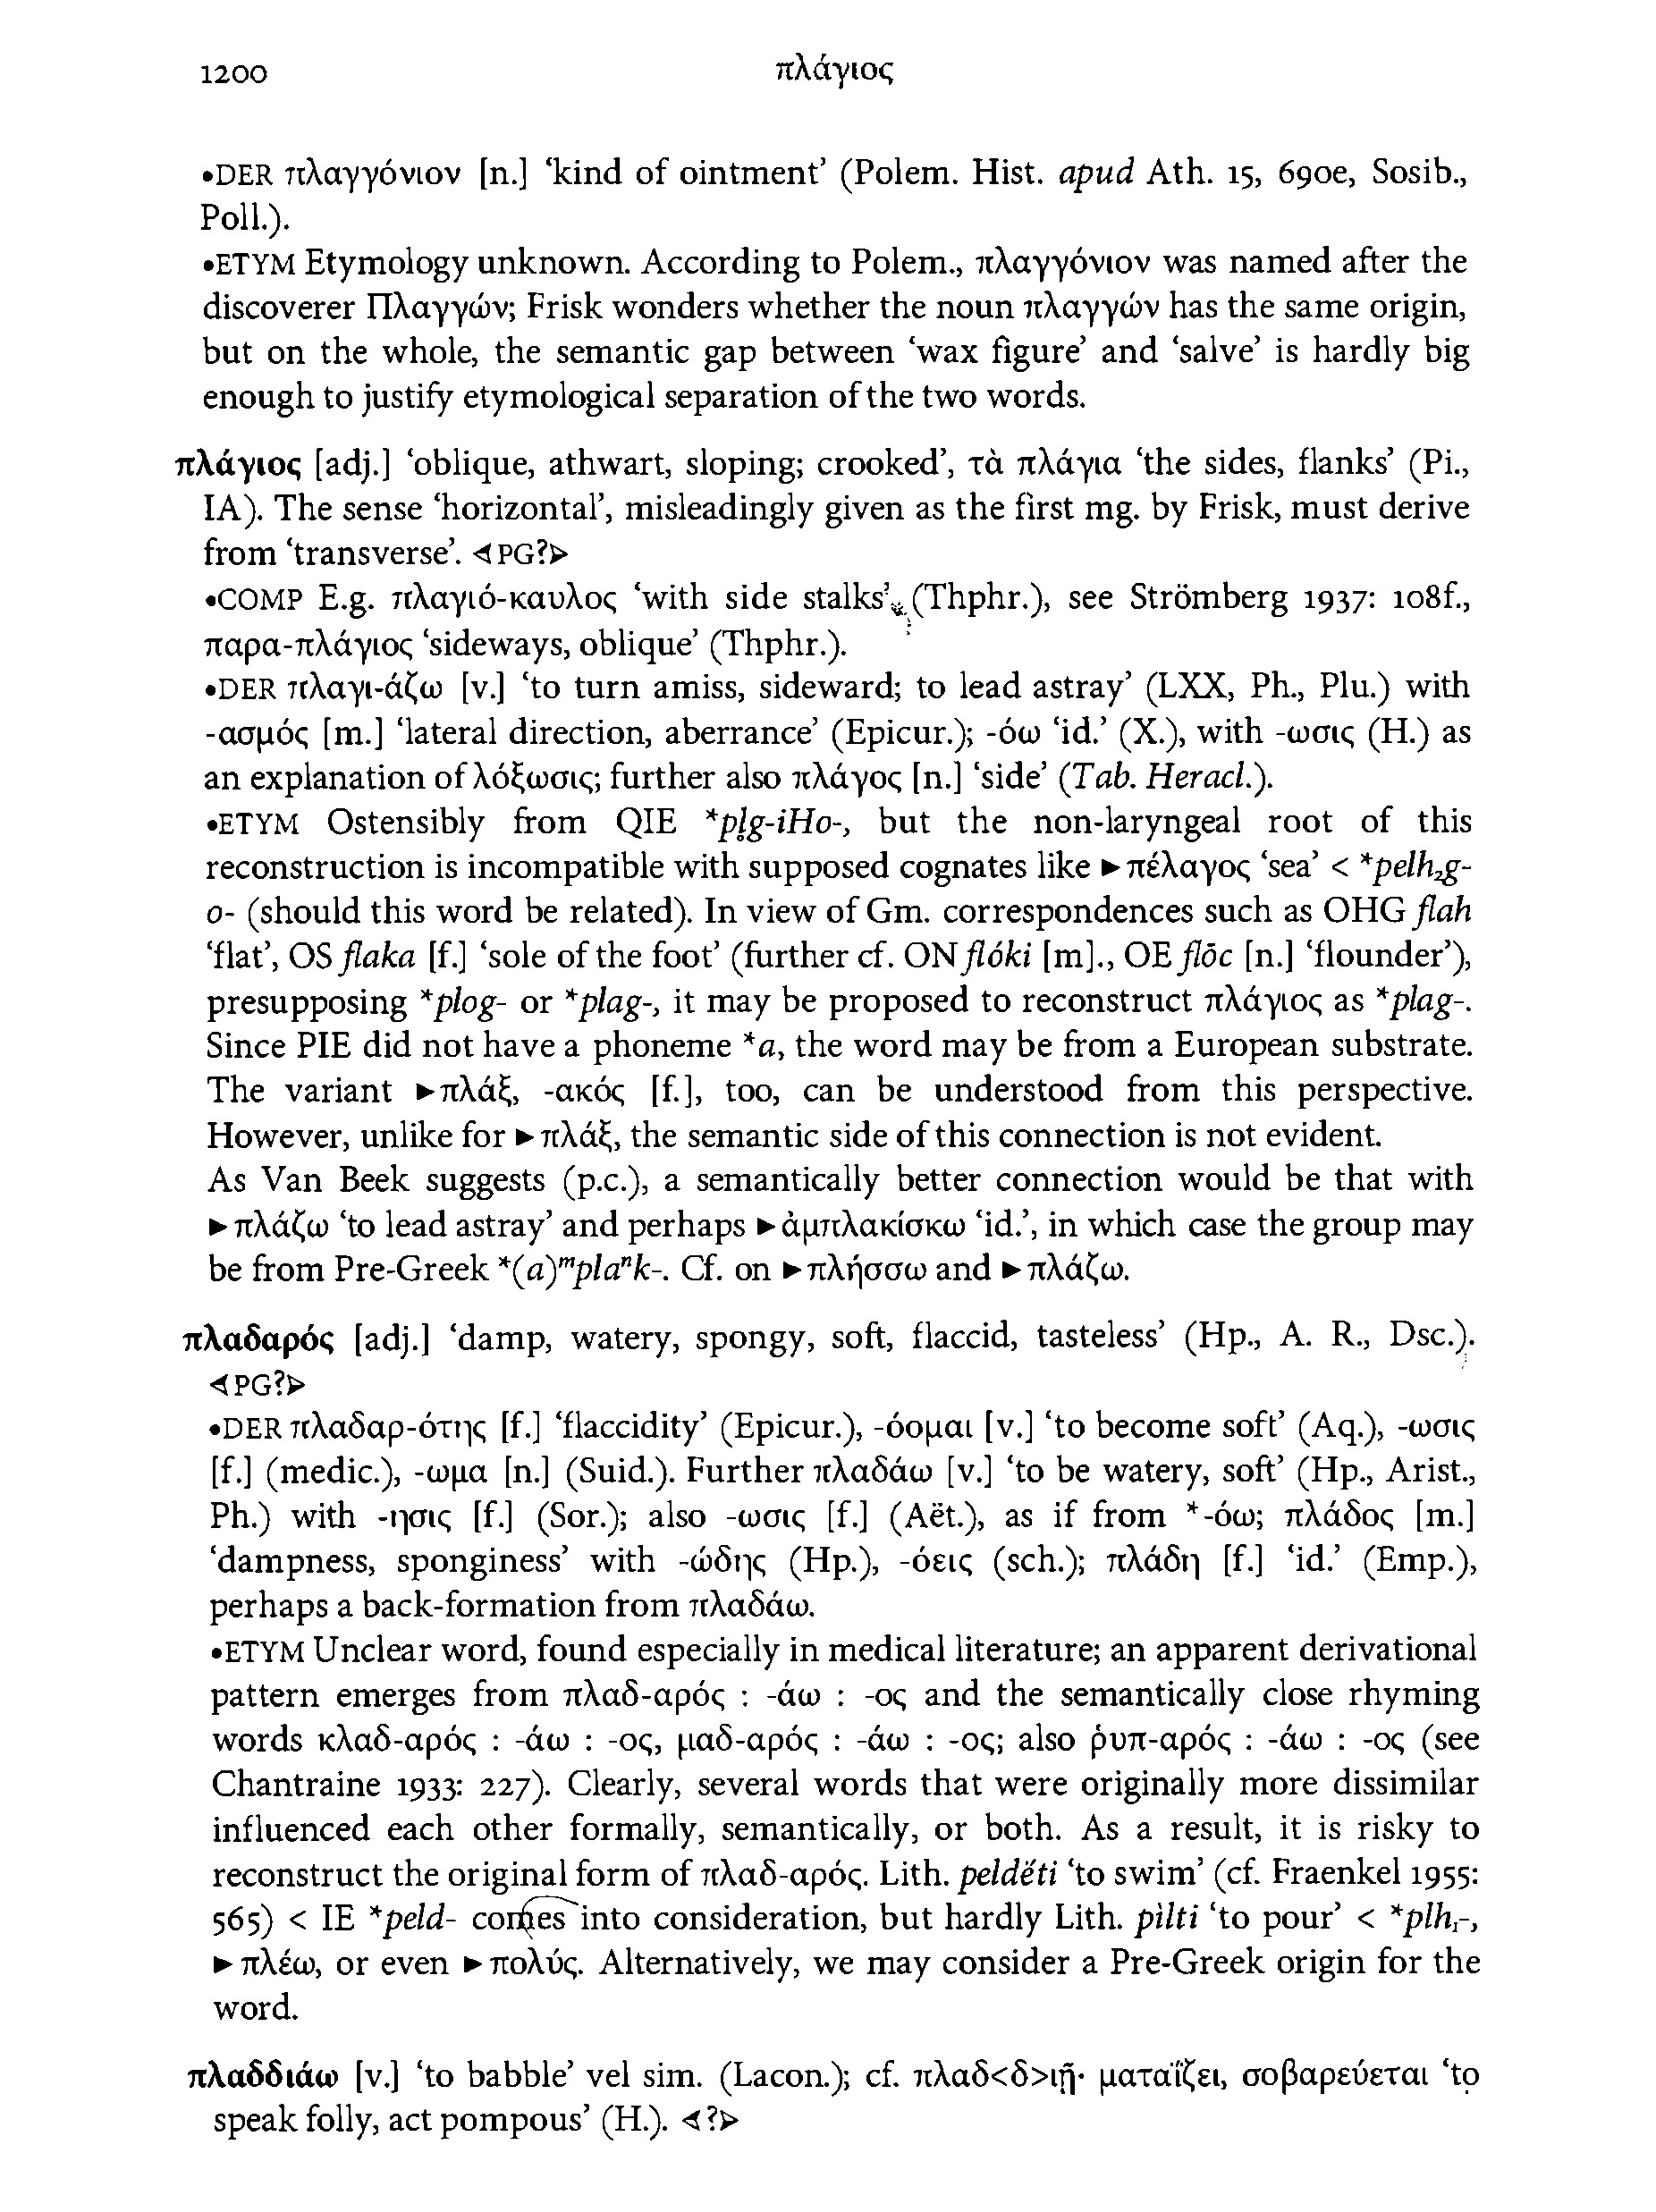 1200
πλάγιος
•DER πλαγγόνιον [n.] ‘kind of ointment’ (Polem. Hist. apud Ath. 15, 690e, Sosib.,
Poll.).
•ETYM Etymology unknown. According to Polem., πλαγγόνιον was named after the
discoverer Πλαγγών; Frisk wonders whether the noun πλαγγών has the same origin,
but on the whole, the semantic gap between ‘wax figure’ and ‘salve’ is hardly big
enough to justify etymological separation of the two words.
πλάγιος [adj.] ‘oblique, athwart, sloping; crooked’, τὰ πλάγια ‘the sides, flanks’ (Pi.,
IA). The sense ‘horizontal’, misleadingly given as the first mg. by Frisk, must derive
from ‘transverse’. ⊲PG?⊳
•COMP E.g. πλαγιό-καυλος ‘with side stalks’ (Thphr.), see Strömberg 1937: 108f.,
παρα-πλάγιος ‘sideways, oblique’ (Thphr.).
•DER πλαγι-άζω [v.] ‘to turn amiss, sideward; to lead astray’ (LXX, Ph., Plu.) with
-ασμός [m.] ‘lateral direction, aberrance’ (Epicur.); -όω ‘id.’ (X.), with -ωσις (H.) as
an explanation of λόξωσις; further also πλάγος [n.] ‘side’ (Tab. Heracl.).
•ETYM Ostensibly from QIE *pl̥g-iHo-, but the non-laryngeal root of this
reconstruction is incompatible with supposed cognates like ►πέλαγος ‘sea’ < *pelh₂g-
o- (should this word be related). In view of Gm. correspondences such as OHG flah
‘flat’, OS flaka [f.] ‘sole of the foot’ (further cf. ON flóki [m]., OE flōc [n.] ‘flounder’),
presupposing *plog- or *plag-, it may be proposed to reconstruct πλάγιος as *plag-.
Since PIE did not have a phoneme *a, the word may be from a European substrate.
The variant ►πλάξ, -ακός [f.], too, can be understood from this perspective.
However, unlike for ►πλάξ, the semantic side of this connection is not evident.
As Van Beek suggests (p.c.), a semantically better connection would be that with
►πλάζω ‘to lead astray’ and perhaps ►ἀμπλακίσκω ‘id.’, in which case the group may
be from Pre-Greek *(a)ᵐplaⁿk-. Cf. on ►πλήσσω and ►πλάζω.
πλαδαρός [adj.] ‘damp, watery, spongy, soft, flaccid, tasteless’ (Hp., A. R., Dsc.).
⊲PG?⊳
•DER πλαδαρ-ότης [f.] ‘flaccidity’ (Epicur.), -όομαι [v.] ‘to become soft’ (Aq.), -ωσις
[f.] (medic.), -ωμα [n.] (Suid.). Further πλαδάω [v.] ‘to be watery, soft’ (Hp., Arist.,
Ph.) with -ησις [f.] (Sor.); also -ωσις [f.] (Aët.), as if from *-όω; πλάδος [m.]
‘dampness, sponginess’ with -ώδης (Hp.), -όεις (sch.); πλάδη [f.] ‘id.’ (Emp.),
perhaps a back-formation from πλαδάω.
•ETYM Unclear word, found especially in medical literature; an apparent derivational
pattern emerges from πλαδ-αρός : -άω : -ος and the semantically close rhyming
words κλαδ-αρός : -άω : -ος, μαδ-αρός : -άω : -ος; also ῥυπ-αρός : -άω : -ος (see
Chantraine 1933: 227). Clearly, several words that were originally more dissimilar
influenced each other formally, semantically, or both. As a result, it is risky to
reconstruct the original form of πλαδ-αρός. Lith. peldė́ti ‘to swim’ (cf. Fraenkel 1955:
565) < IE *peld- comes into consideration, but hardly Lith. pìlti ‘to pour’ < *plh₁-,
►πλέω, or even ►πολύς. Alternatively, we may consider a Pre-Greek origin for the
word.
πλαδδιάω [v.] ‘to babble’ vel sim. (Lacon.); cf. πλαδ<δ>ιῇ· ματαΐζει, σοβαρεύεται ‘to
speak folly, act pompous’ (H.). ⊲?⊳